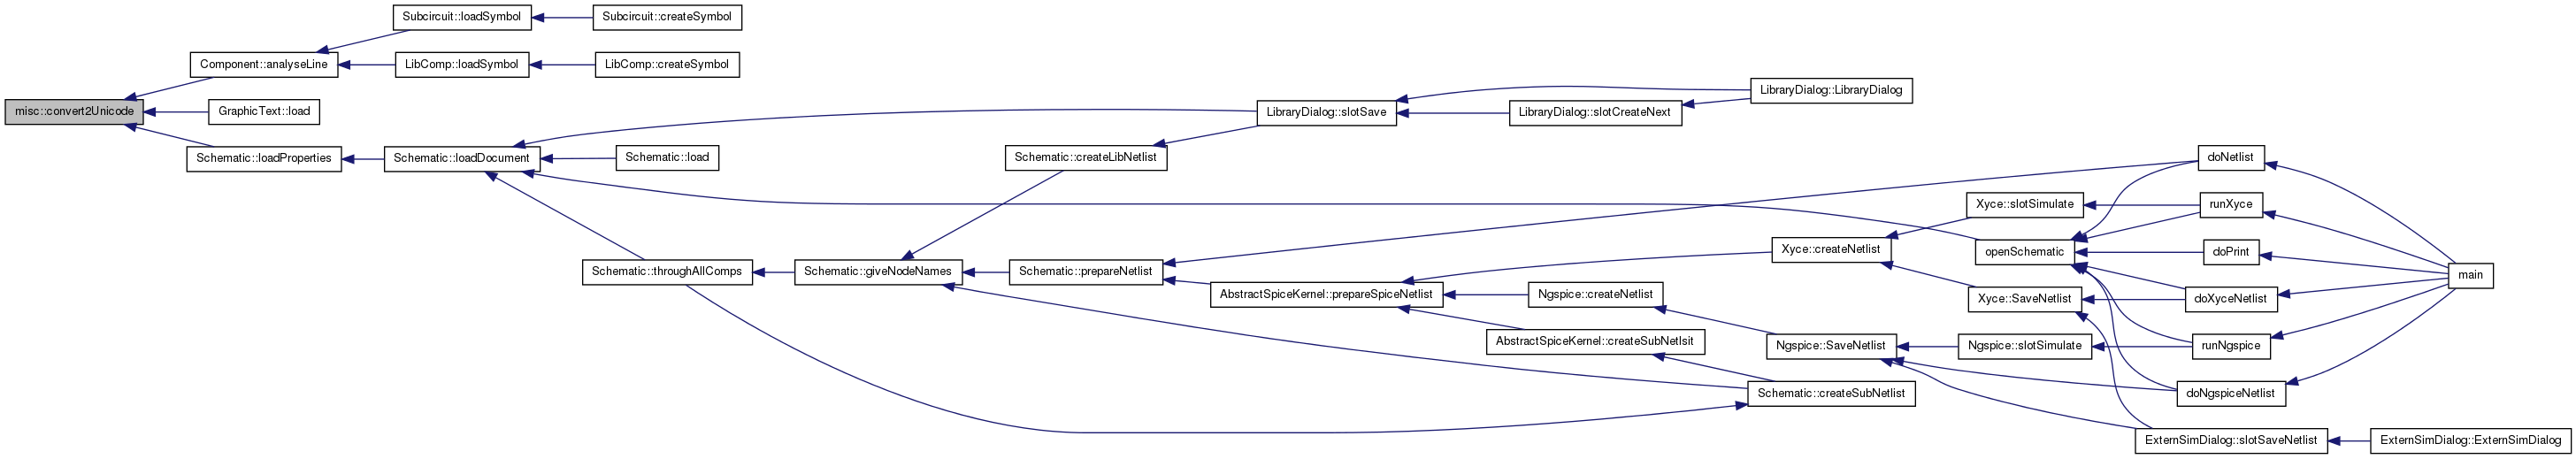 Subcircuit::loadSymbol
Subcircuit::createSymbol
Component::analyseLine
LibComp::loadSymbol
LibComp::createSymbol
misc::convert2Unicode
GraphicText::load
LibraryDialog::slotSave
LibraryDialog::slotCreateNext
LibraryDialog::LibraryDialog
Schematic::loadProperties
Schematic::loadDocument
Schematic::load
Schematic::createLibNetlist
doNetlist
Xyce::slotSimulate
runXyce
Xyce::createNetlist
openSchematic
doPrint
Schematic::throughAllComps
Schematic::giveNodeNames
Schematic::prepareNetlist
main
AbstractSpiceKernel::prepareSpiceNetlist
Ngspice::createNetlist
Xyce::SaveNetlist
doXyceNetlist
AbstractSpiceKernel::createSubNetlsit
Ngspice::SaveNetlist
Ngspice::slotSimulate
runNgspice
Schematic::createSubNetlist
doNgspiceNetlist
ExternSimDialog::slotSaveNetlist
ExternSimDialog::ExternSimDialog